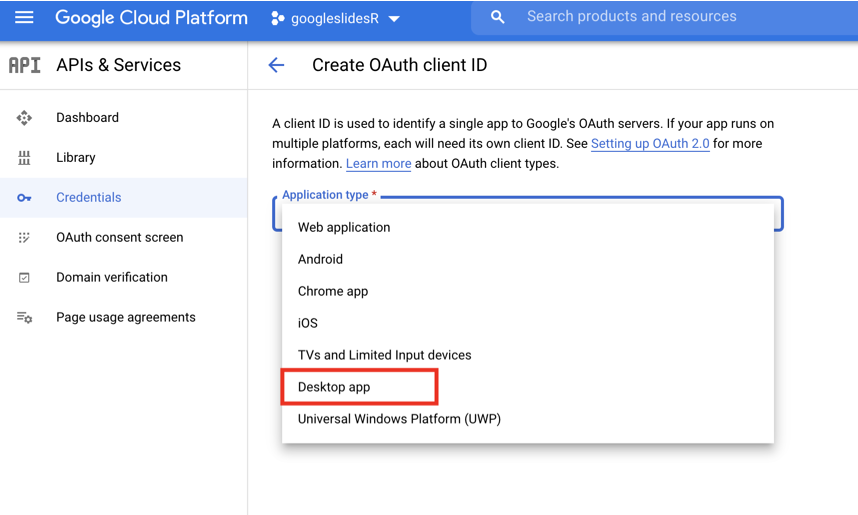 Google Cloud Platform
googleslidesR
Search products and resources
API
APIs & Services
Create OAuth client ID
Dashboard
Library
Credentials
OAuth consent screen
Domain verification
Page usage agreements
A client ID is used to identify a single app to Google's OAuth servers. If your app runs on
multiple platforms, each will need its own client ID. See Setting up OAuth 2.0 for more
information. Learn more about OAuth client types.
Application type *
Web application
Android
Chrome app
iOS
TVs and Limited Input devices
Desktop app
Universal Windows Platform (UWP)